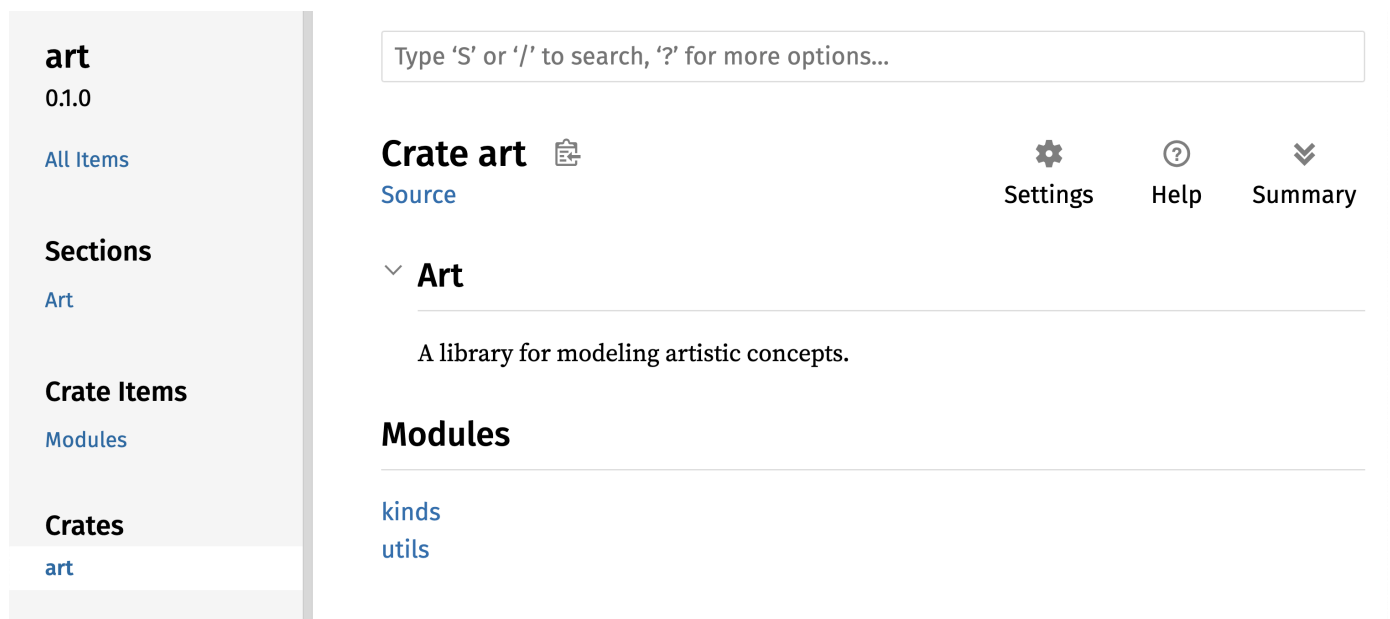 art
0.1.0
All Items
Sections
Art
Crate Items
Modules
Crates
art
Type ‘S’ or ‘/’ to search, ‘?’ for more options…
Crate art
Source
Settings
Help
Summary
Art
A library for modeling artistic concepts.
Modules
kinds
utils